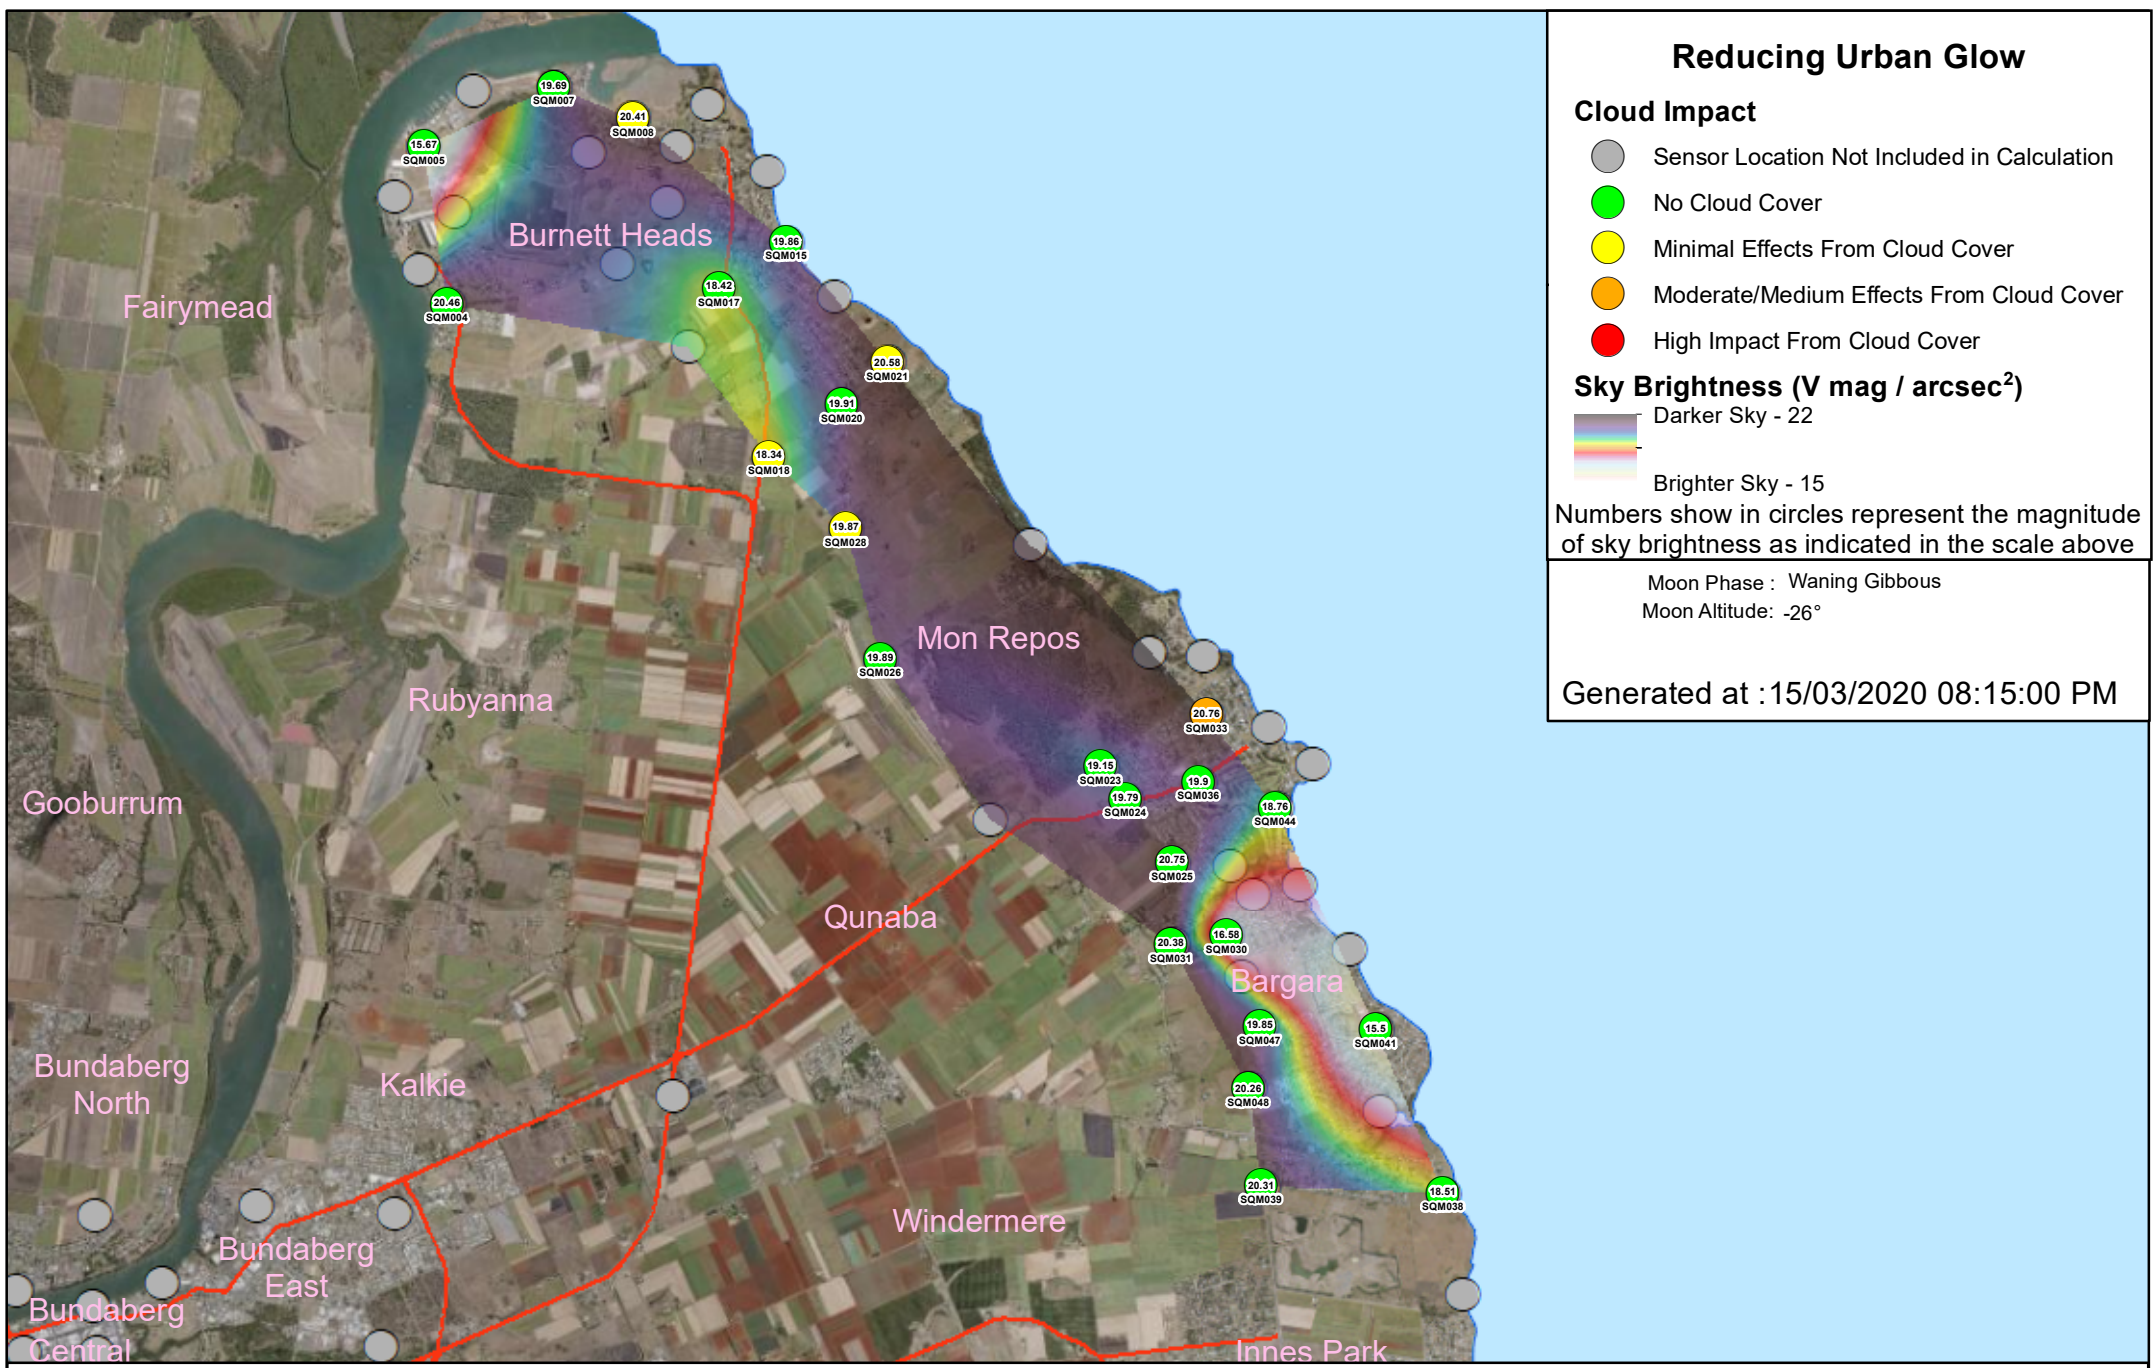 Reducing Urban Glow
Cloud Impact
Sensor Location Not Included in Calculation
No Cloud Cover
Minimal Effects From Cloud Cover
Moderate/Medium Effects From Cloud Cover
High Impact From Cloud Cover
Sky Brightness (V mag / arcsec²)
Darker Sky - 22
Brighter Sky - 15
Numbers show in circles represent the magnitude
of sky brightness as indicated in the scale above
Moon Phase : Waning Gibbous
Moon Altitude: -26°
Generated at :15/03/2020 08:15:00 PM
19.69
SQM007
20.41
SQM008
15.67
SQM005
Burnett Heads
19.86
SQM015
18.42
SQM017
20.46
SQM004
Fairymead
20.58
SQM021
19.91
SQM020
18.34
SQM018
19.87
SQM028
Mon Repos
19.89
SQM026
Rubyanna
20.76
SQM033
19.15
SQM023
19.9
SQM036
19.79
SQM024
18.76
SQM044
Gooburrum
20.75
SQM025
Qunaba
16.58
SQM030
20.38
SQM031
Bargara
19.85
SQM047
15.5
SQM041
Bundaberg
North
Kalkie
20.26
SQM048
20.31
SQM039
18.51
SQM038
Windermere
Bundaberg
East
Bundaberg
Central
Innes Park